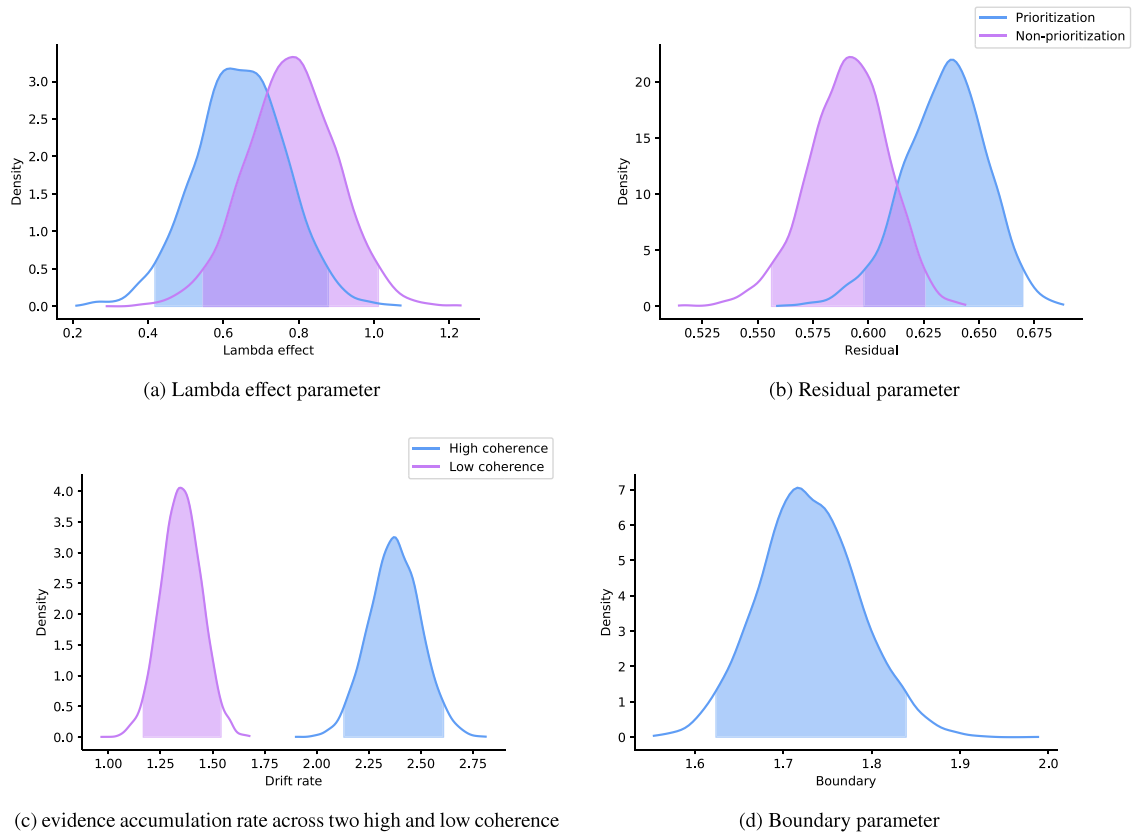 Prioritization
Non-prioritization
3.0
2.5
2.0
1.5
1.0
0.5
0.0
Density
0.2 0.4 0.6 0.8 1.0 1.2
Lambda effect
(a) Lambda effect parameter
20
15
10
5
0
Density
0.525 0.550 0.575 0.600 0.625 0.650 0.675
Residual
(b) Residual parameter
High coherence
Low coherence
4.0
3.5
3.0
2.5
2.0
1.5
1.0
0.5
0.0
Density
1.00 1.25 1.50 1.75 2.00 2.25 2.50 2.75
Drift rate
(c) evidence accumulation rate across two high and low coherence
7
6
5
4
3
2
1
0
Density
1.6 1.7 1.8 1.9 2.0
Boundary
(d) Boundary parameter